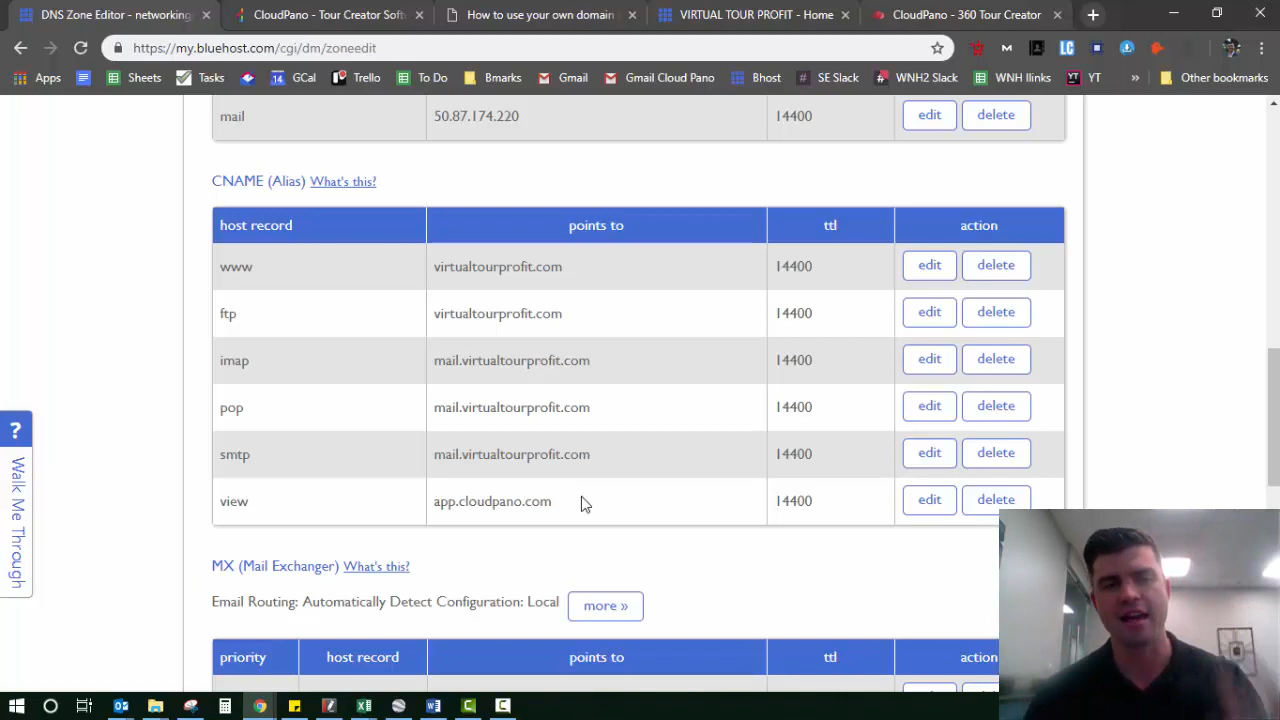 DNS Zone Editor - networking
CloudPano - Tour Creator Soft
How to use your own domain
VIRTUAL TOUR PROFIT - Home
CloudPano - 360 Tour Creator
https://my.bluehost.com/cgi/dm/zoneedit
Apps Sheets Tasks GCal Trello To Do Bmarks Gmail Gmail Cloud Pano Bhost SE Slack WNH2 Slack WNH Ilinks YT » Other bookmarks
mail 50.87.174.220 14400 edit delete
CNAME (Alias) What's this?
host record points to ttl action
www virtualtourprofit.com 14400 edit delete
ftp virtualtourprofit.com 14400 edit delete
imap mail.virtualtourprofit.com 14400 edit delete
pop mail.virtualtourprofit.com 14400 edit delete
smtp mail.virtualtourprofit.com 14400 edit delete
view app.cloudpano.com 14400 edit delete
? Walk Me Through
MX (Mail Exchanger) What's this?
Email Routing: Automatically Detect Configuration: Local more »
priority host record points to ttl action